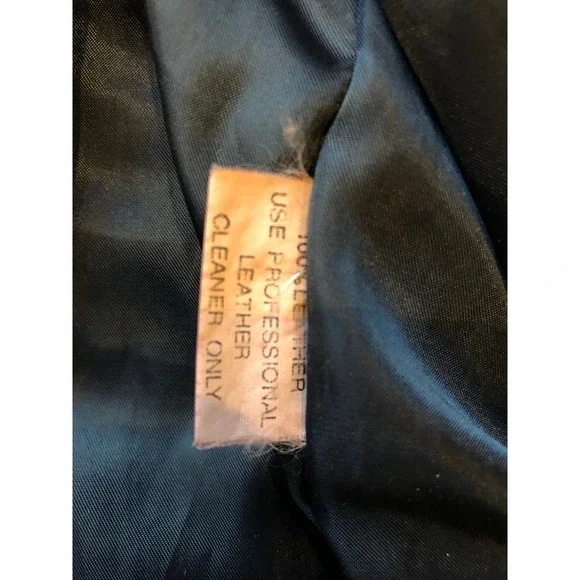 100% LEATHER
USE PROFESSIONAL
LEATHER
CLEANER ONLY